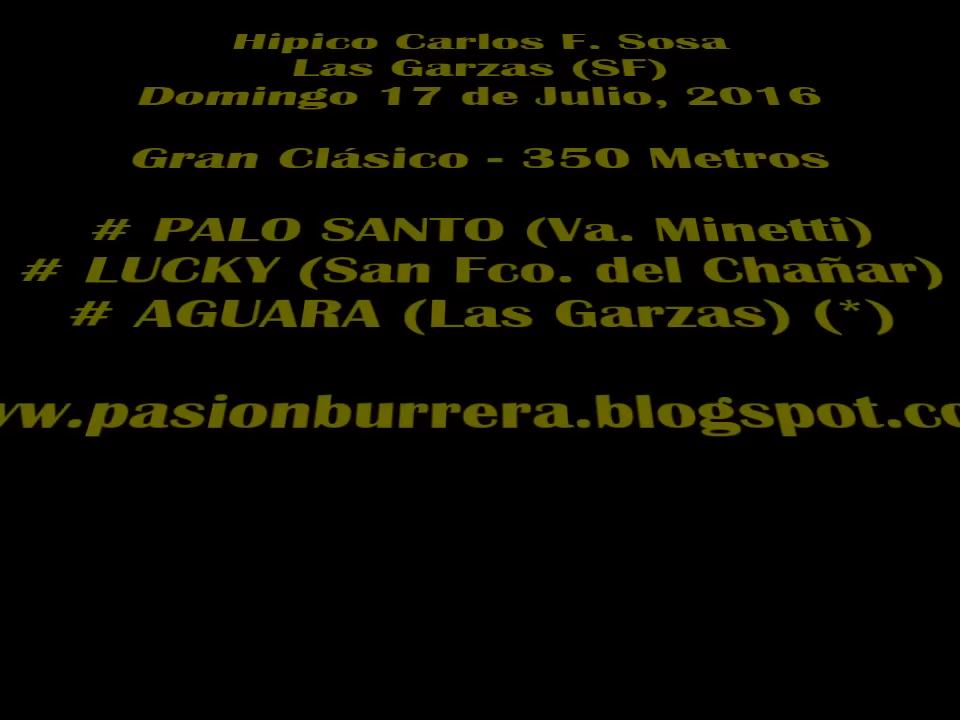 Hipico Carlos F. Sosa
Las Garzas (SF)
Domingo 17 de Julio, 2016
Gran Clásico - 350 Metros
# PALO SANTO (Va. Minetti)
# LUCKY (San Fco. del Chañar)
# AGUARA (Las Garzas) (*)
w.pasionburrera.blogspot.co